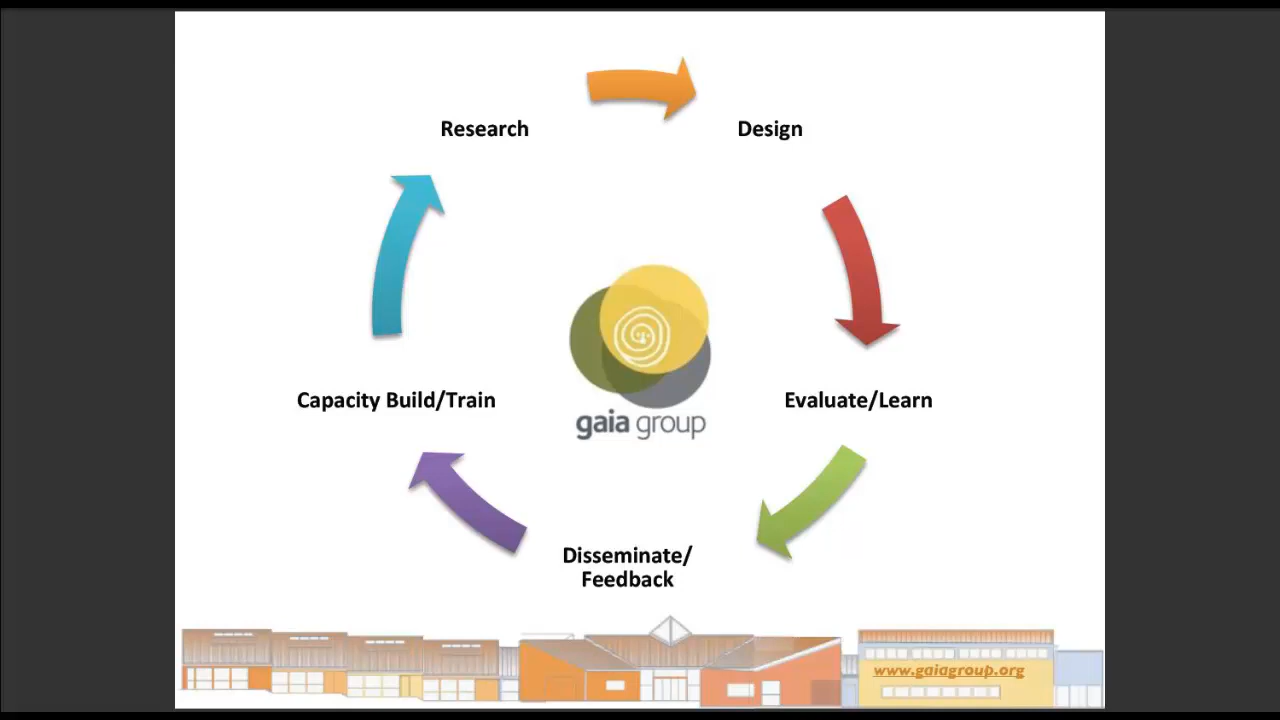 Research
Design
Capacity Build/Train
Evaluate/Learn
gaia group
Disseminate/
Feedback
www.gaiagroup.org